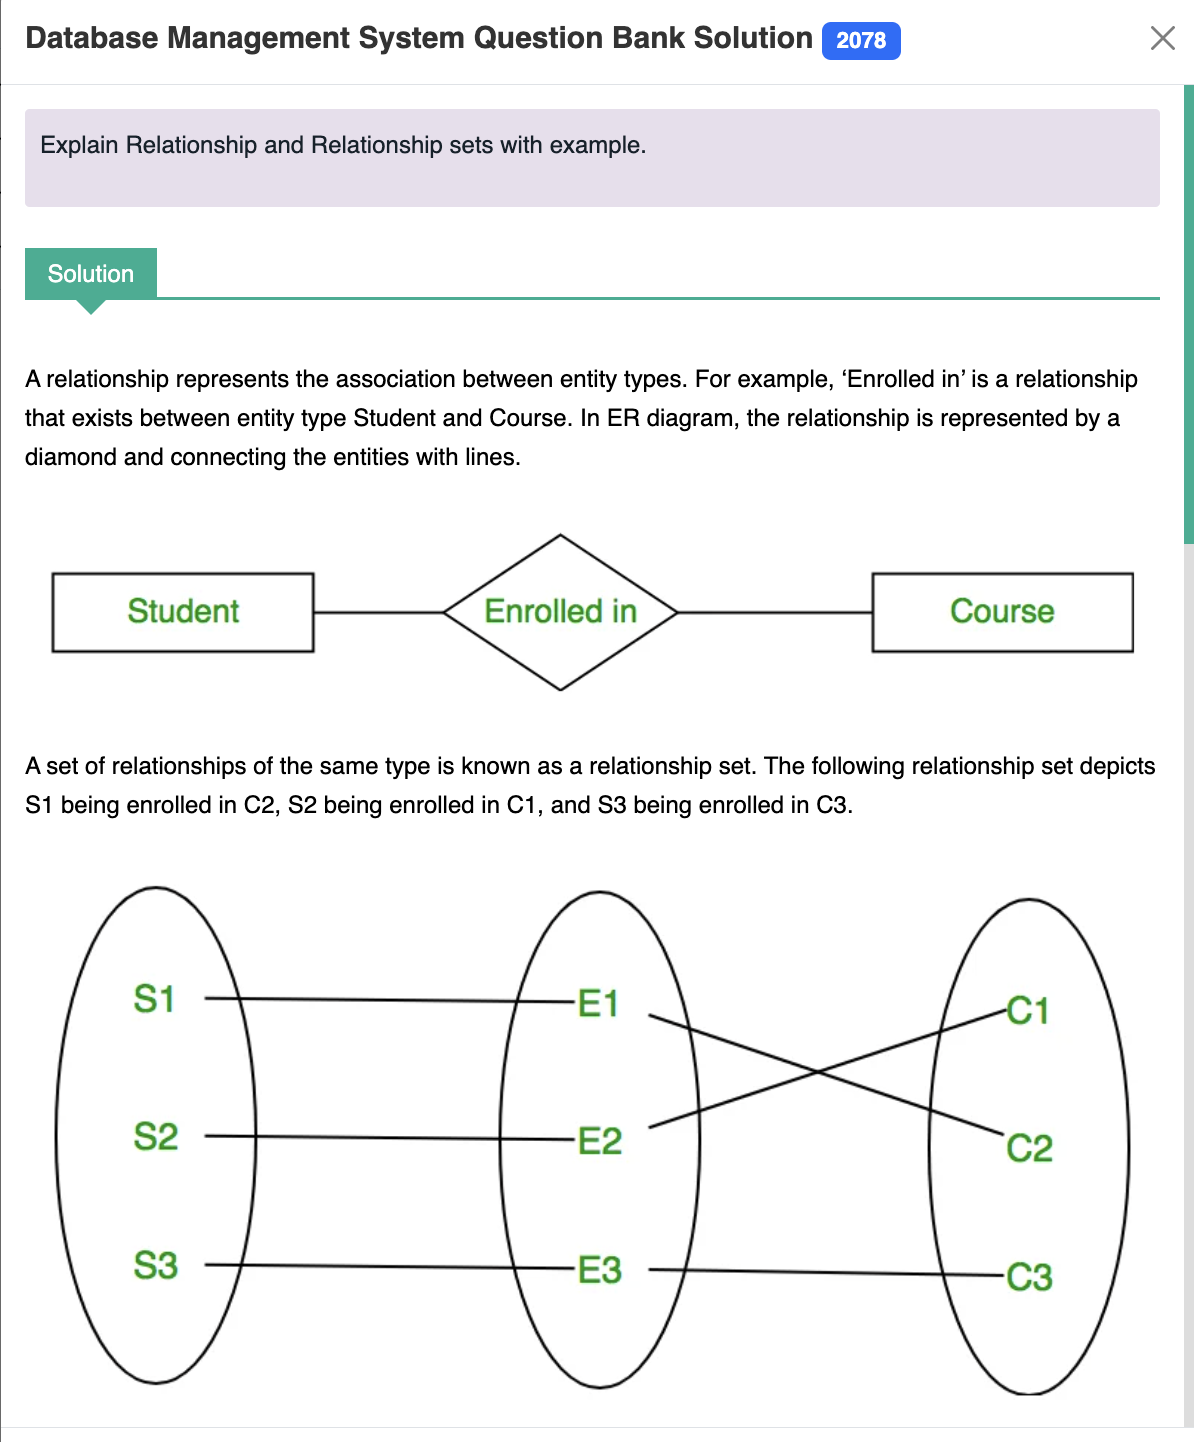 Database Management System Question Bank Solution 2078
Explain Relationship and Relationship sets with example.
Solution
A relationship represents the association between entity types. For example, ‘Enrolled in’ is a relationship
that exists between entity type Student and Course. In ER diagram, the relationship is represented by a
diamond and connecting the entities with lines.
Student Enrolled in Course
A set of relationships of the same type is known as a relationship set. The following relationship set depicts
S1 being enrolled in C2, S2 being enrolled in C1, and S3 being enrolled in C3.
S1 E1 C1
S2 E2 C2
S3 E3 C3